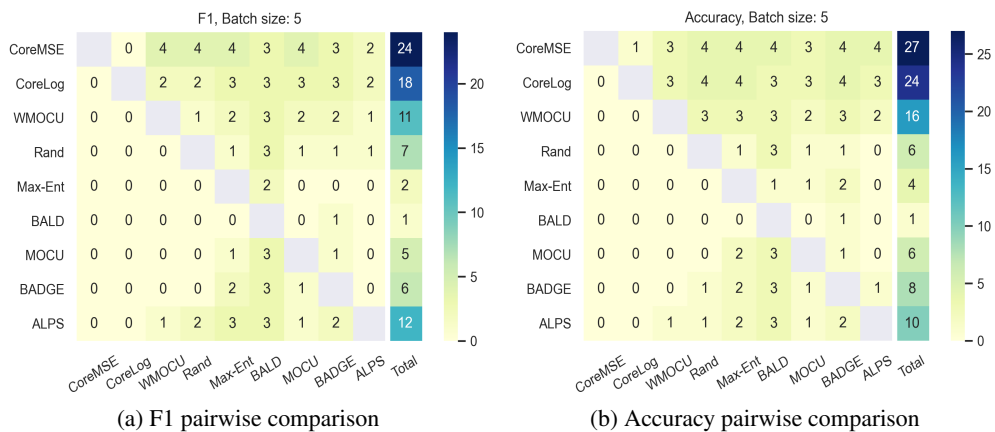 F1, Batch size: 5
CoreMSE 0 4 4 4 3 4 3 2 24
CoreLog 0 2 2 3 3 3 3 2 18
WMOCU 0 0 1 2 3 2 2 1 11
Rand 0 0 0 1 3 1 1 1 7
Max-Ent 0 0 0 0 2 0 0 0 2
BALD 0 0 0 0 0 0 1 0 1
MOCU 0 0 0 0 1 3 1 0 5
BADGE 0 0 0 0 2 3 1 0 6
ALPS 0 0 1 2 3 3 1 2 12
CoreMSE CoreLog WMOCU Rand Max-Ent BALD MOCU BADGE ALPS Total
20
15
10
5
0
(a) F1 pairwise comparison
Accuracy, Batch size: 5
CoreMSE 1 3 4 4 4 3 4 4 27
CoreLog 0 3 4 4 3 3 4 3 24
WMOCU 0 0 3 3 3 2 3 2 16
Rand 0 0 0 1 3 1 1 0 6
Max-Ent 0 0 0 0 1 1 2 0 4
BALD 0 0 0 0 0 0 1 0 1
MOCU 0 0 0 0 2 3 1 0 6
BADGE 0 0 0 1 2 3 1 1 8
ALPS 0 0 1 1 2 3 1 2 10
CoreMSE CoreLog WMOCU Rand Max-Ent BALD MOCU BADGE ALPS Total
25
20
15
10
5
0
(b) Accuracy pairwise comparison